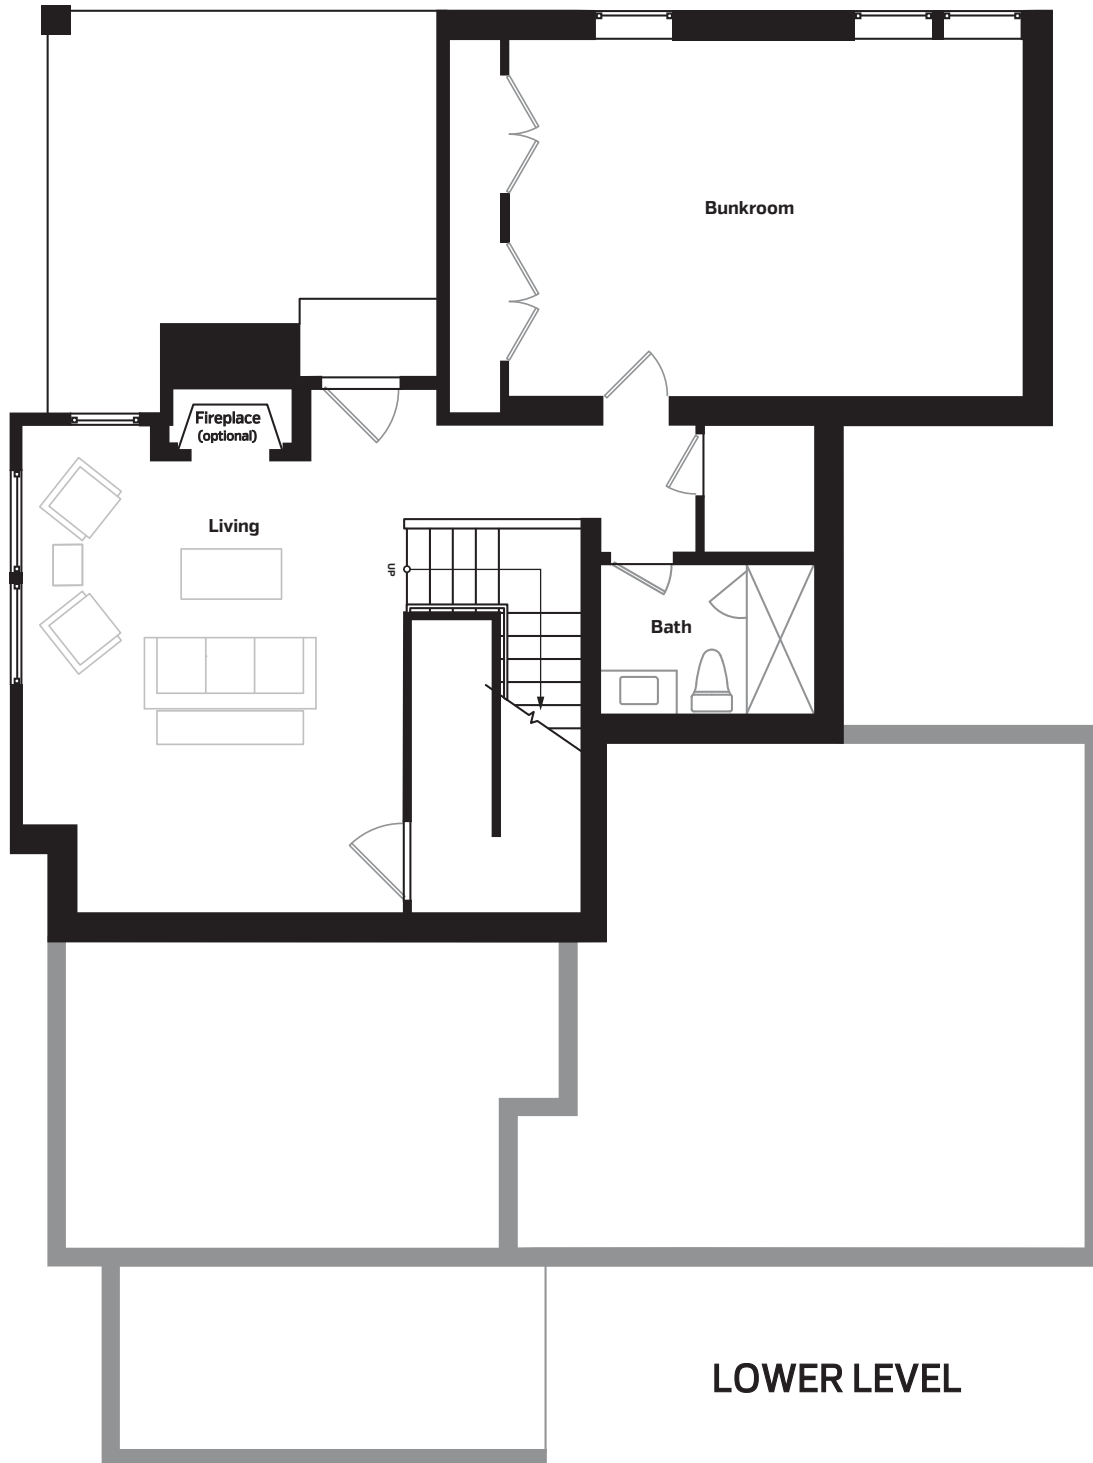 Bunkroom
Fireplace
(optional)
Living
UP
Bath
LOWER LEVEL